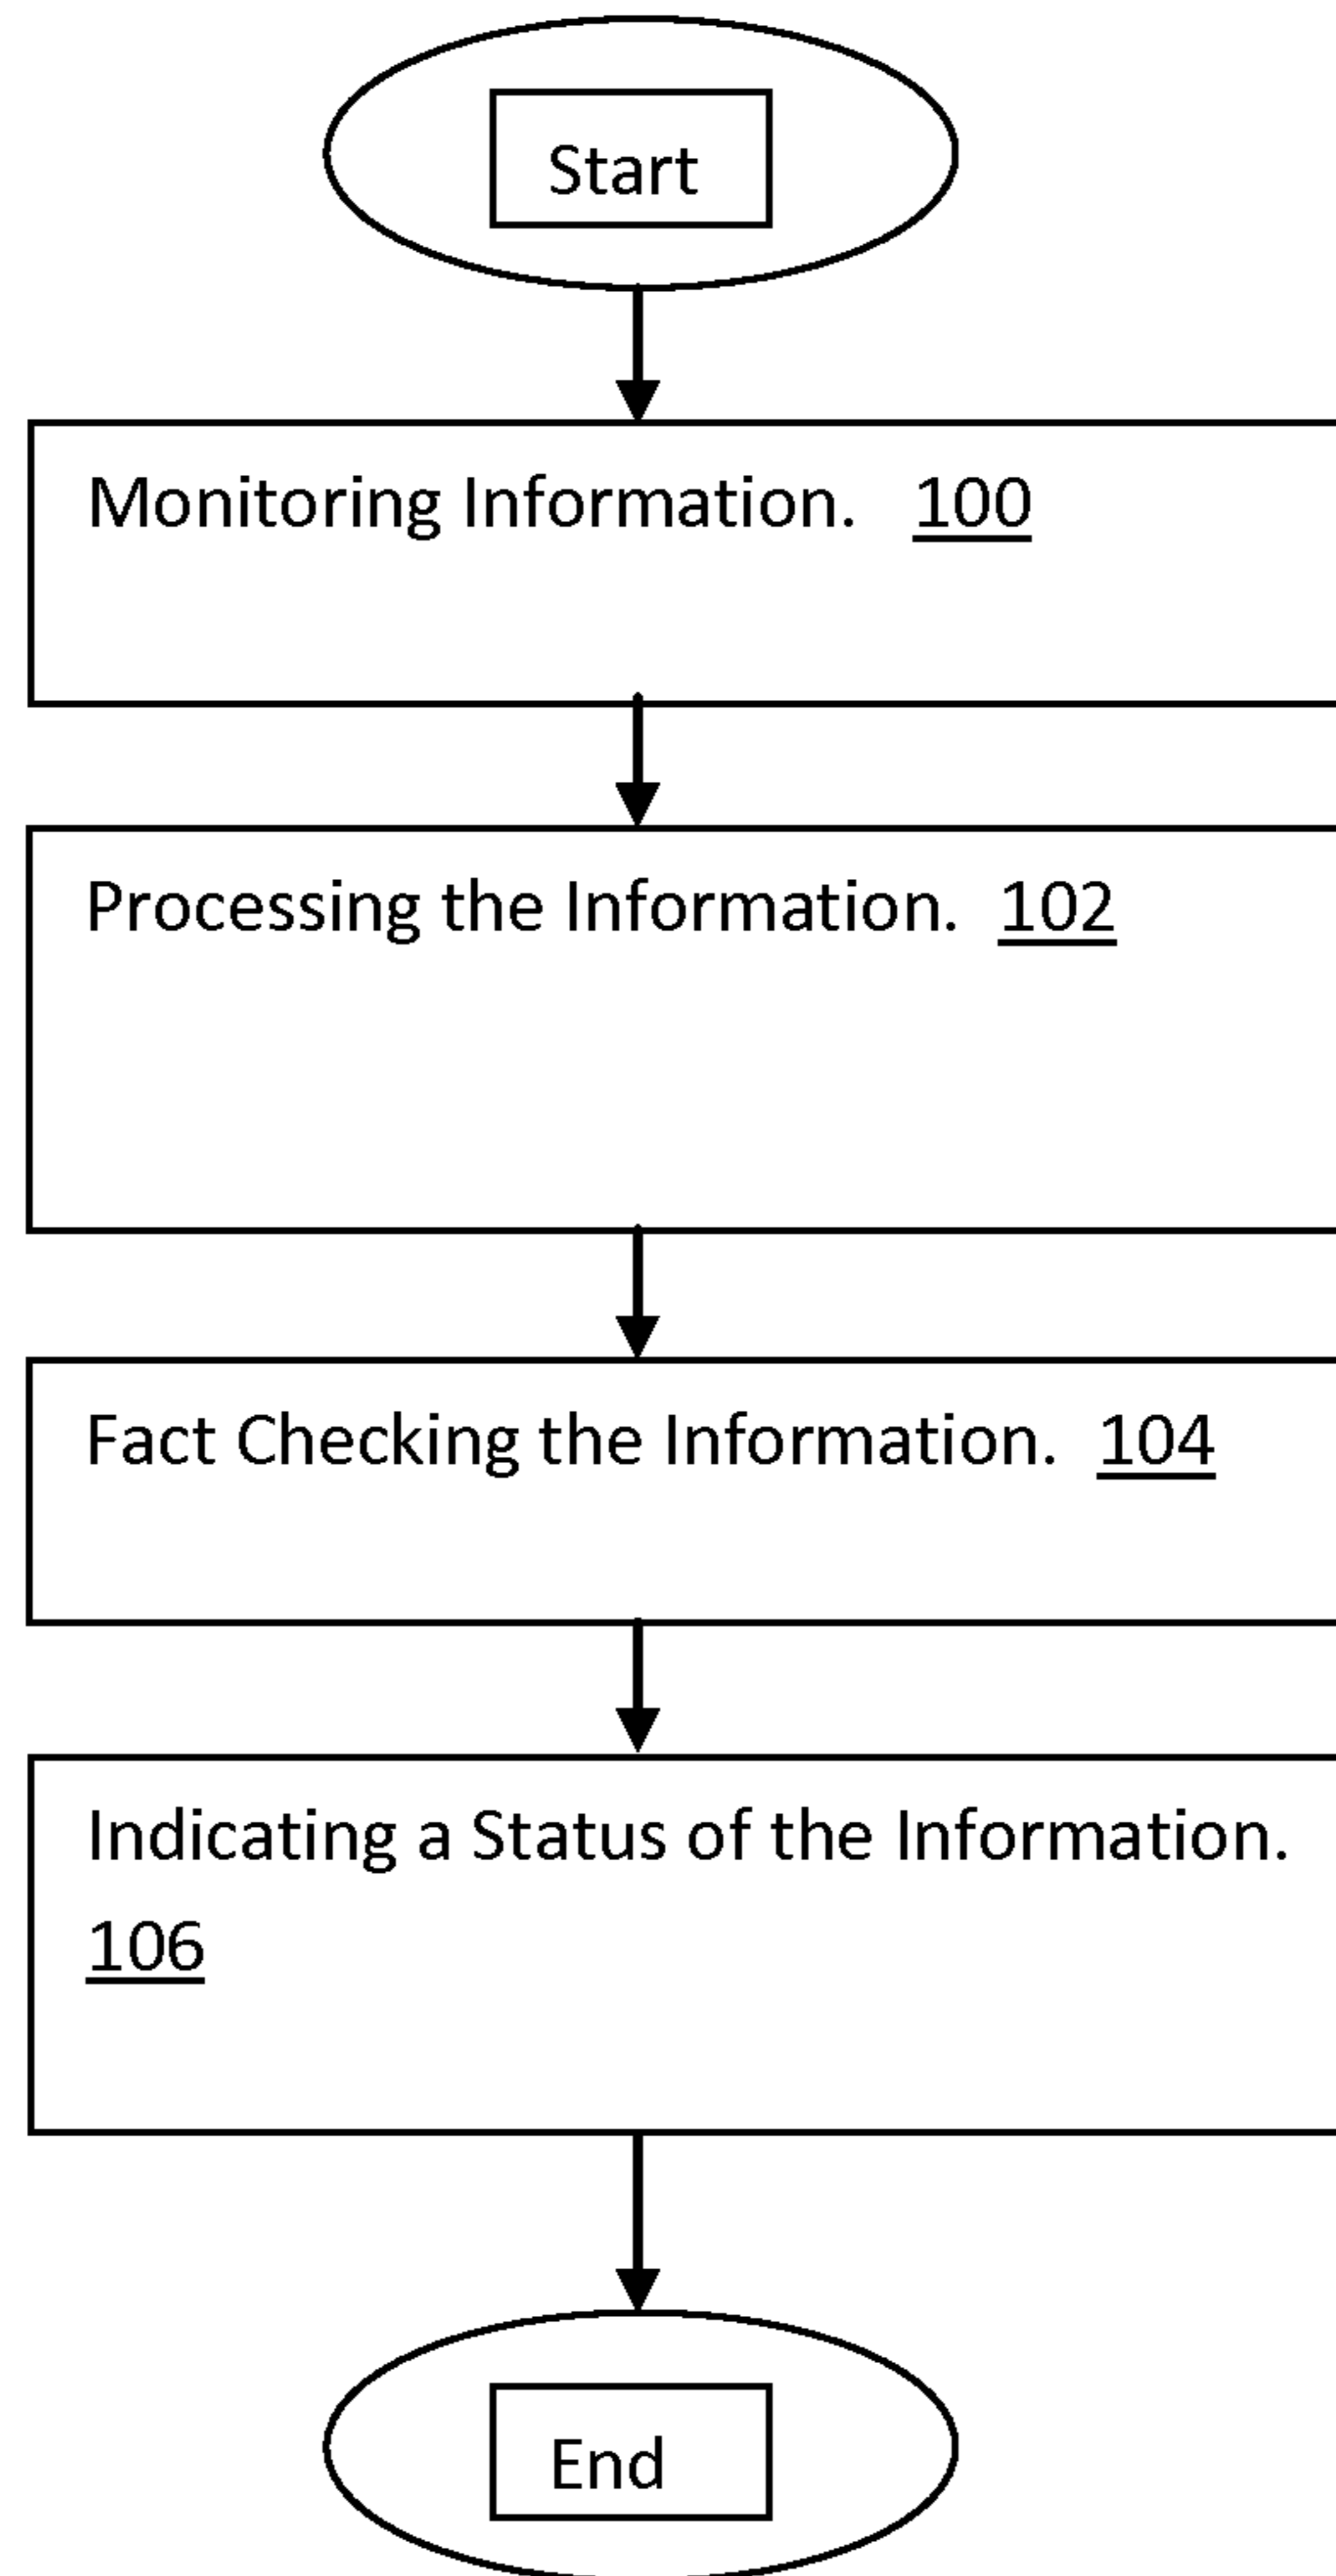 Start
Monitoring Information. 100
Processing the Information. 102
Fact Checking the Information. 104
Indicating a Status of the Information.
106
End